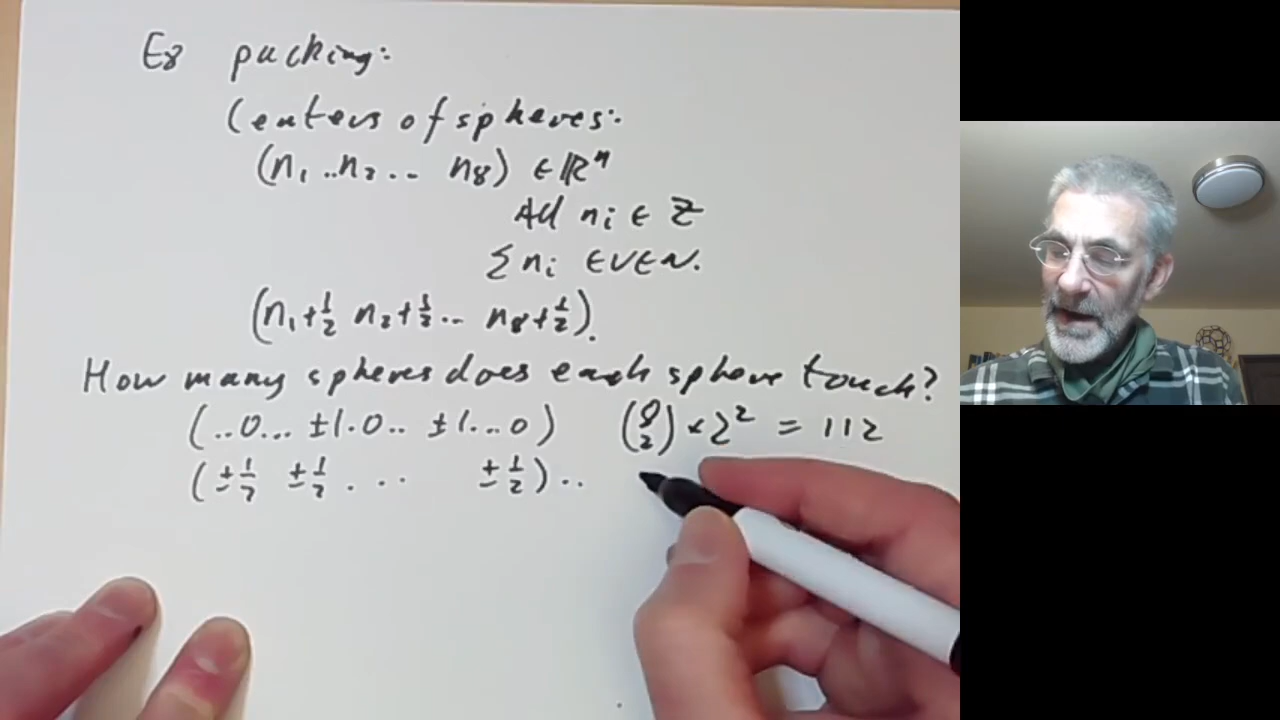 E8 packing:
Centers of spheres:
(n₁ .. n₂ .. n₈) ∈ ℝⁿ
All nᵢ ∈ ℤ
Σ nᵢ EVEN.
(n₁+½ n₂+½ .. n₈+½).
How many spheres does each sphere touch?
(..0... ±1.0.. ±1...0) (8 2) × 2² = 112
(±½ ±½ ... ±½)..